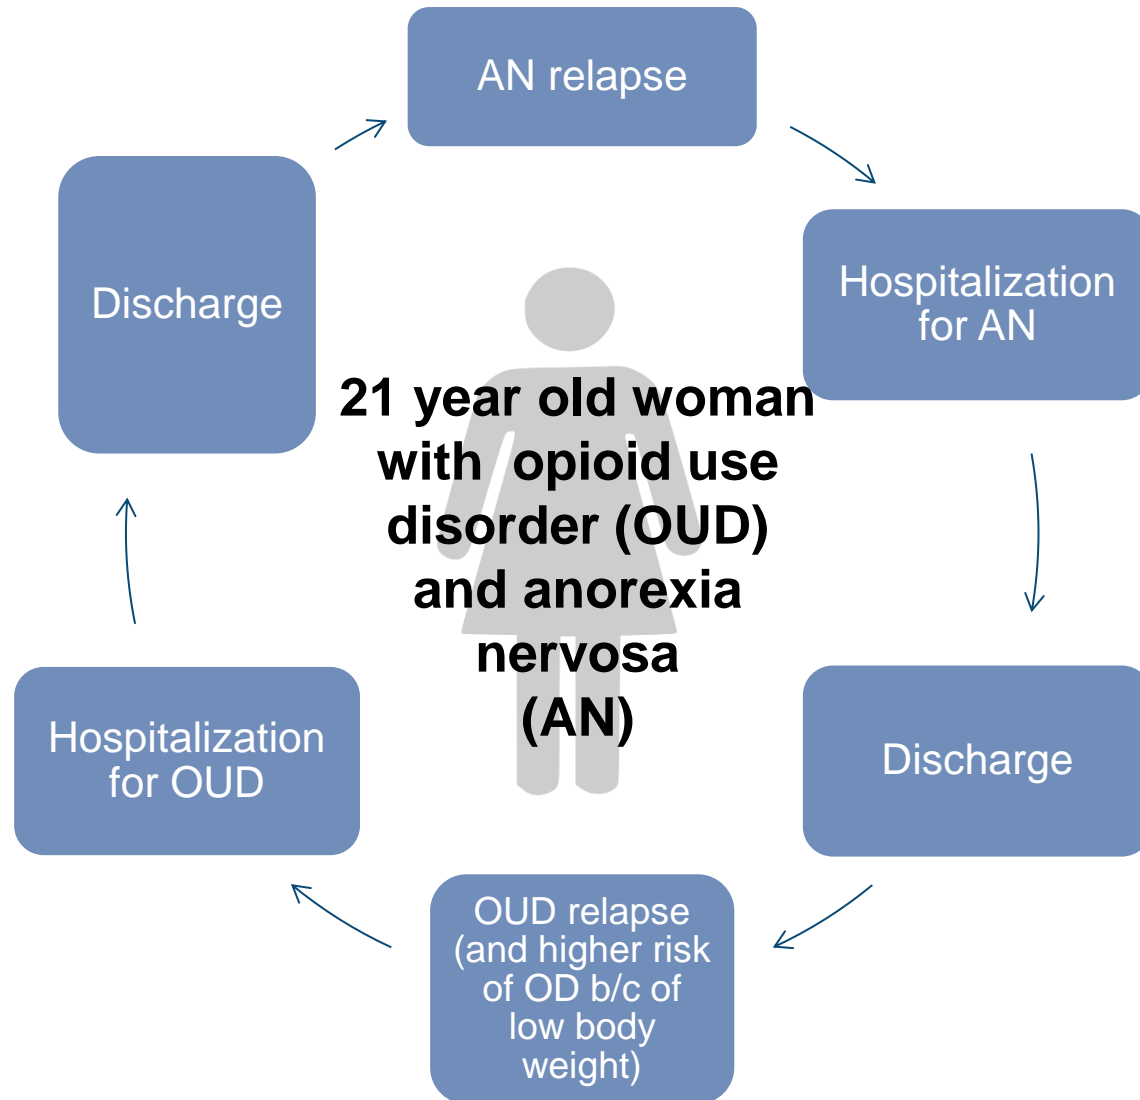 AN relapse
Hospitalization
for AN
Discharge
OUD relapse
(and higher risk
of OD b/c of
low body
weight)
Hospitalization
for OUD
Discharge
21 year old woman
with  opioid use
disorder (OUD)
and anorexia
nervosa
(AN)